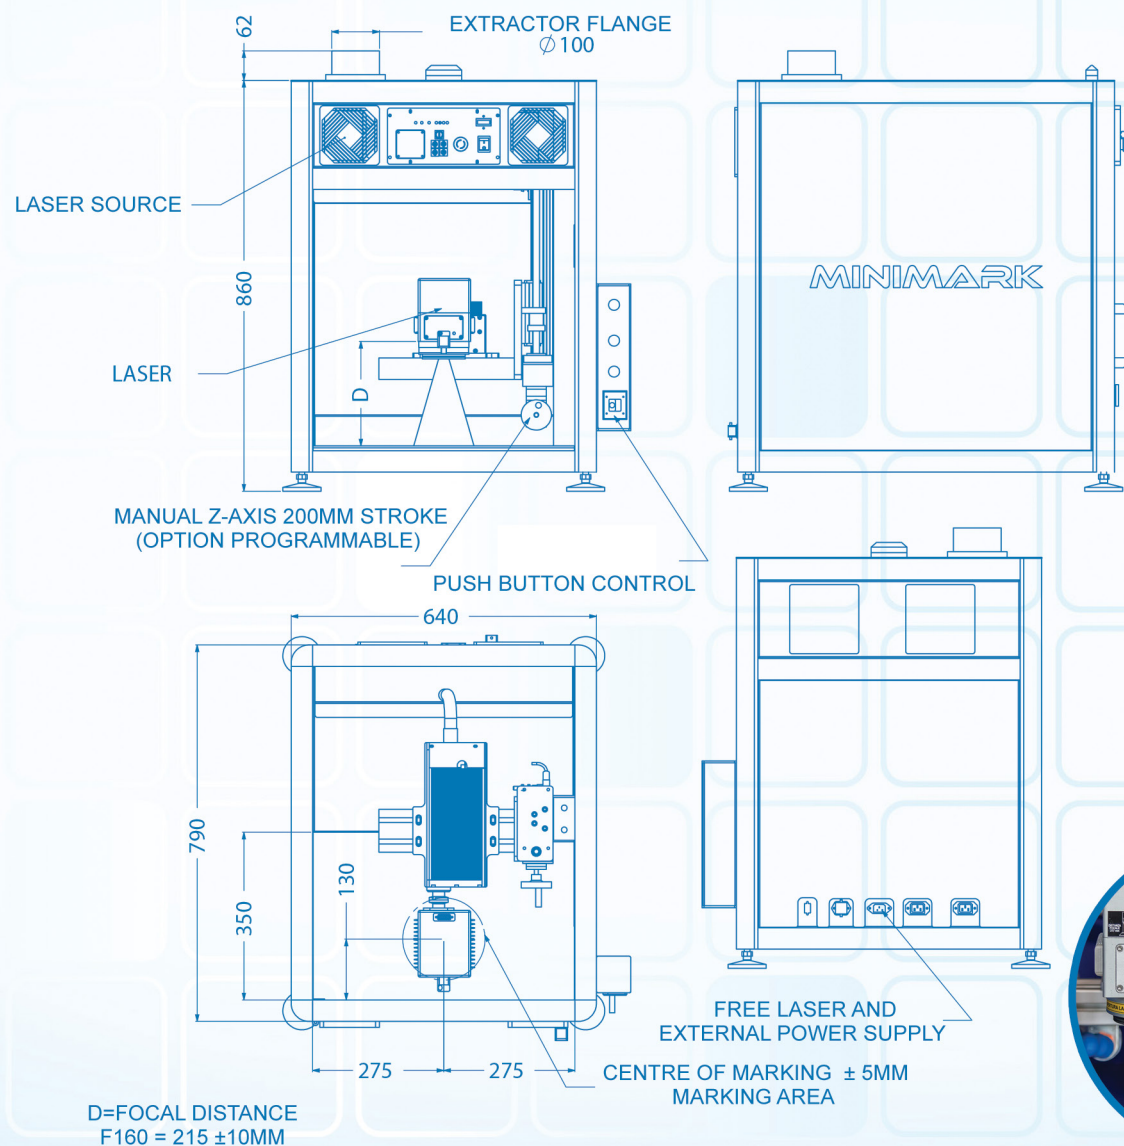 62
EXTRACTOR FLANGE
∅100
LASER SOURCE
860
MINIMARK
LASER
D
MANUAL Z-AXIS 200MM STROKE
(OPTION PROGRAMMABLE)
PUSH BUTTON CONTROL
640
790
350
130
275
275
FREE LASER AND
EXTERNAL POWER SUPPLY
CENTRE OF MARKING ± 5MM
MARKING AREA
D=FOCAL DISTANCE
F160 = 215 ±10MM